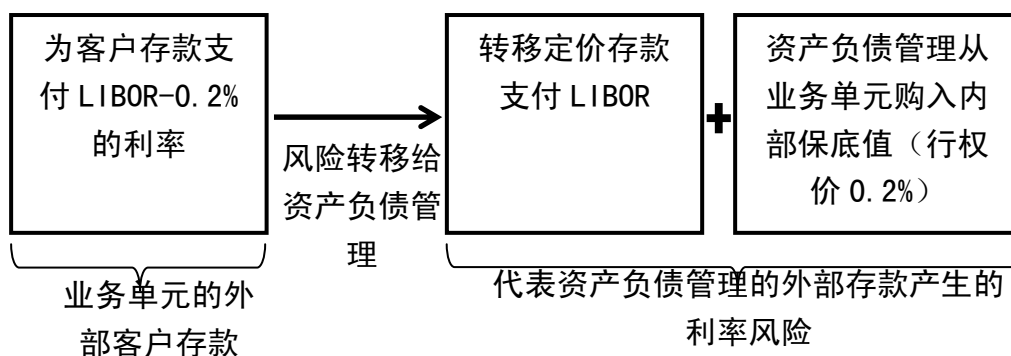 为客户存款支
付 LIBOR-0.2%
的利率
风险转移给
资产负债管
理
转移定价存款
支付 LIBOR
+
资产负债管理从
业务单元购入内
部保底值（行权
价 0.2%）
业务单元的外
部客户存款
代表资产负债管理的外部存款产生的
利率风险